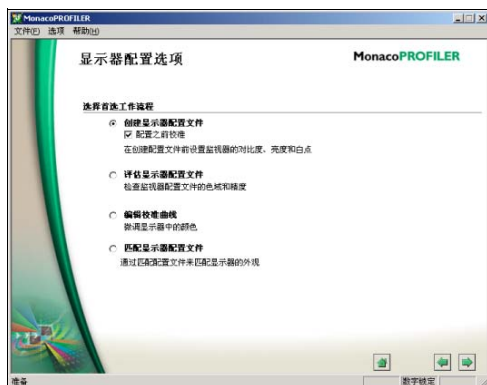 MonacoPROFILER
文件(F) 选项 帮助(H)
显示器配置选项
MonacoPROFILER
选择首选工作流程
创建显示器配置文件
配置之前校准
在创建配置文件前设置监视器的对比度、亮度和白点
评估显示器配置文件
检查监视器配置文件的色域和精度
编辑校准曲线
微调显示器中的颜色
匹配显示器配置文件
通过匹配配置文件来匹配显示器的外观
准备
数字锁定